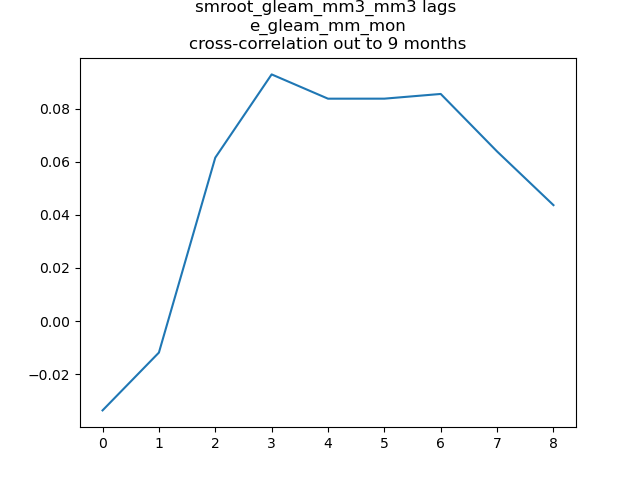 smroot_gleam_mm3_mm3 lags
e_gleam_mm_mon
cross-correlation out to 9 months
0.08
0.06
0.04
0.02
0.00
−0.02
0 1 2 3 4 5 6 7 8